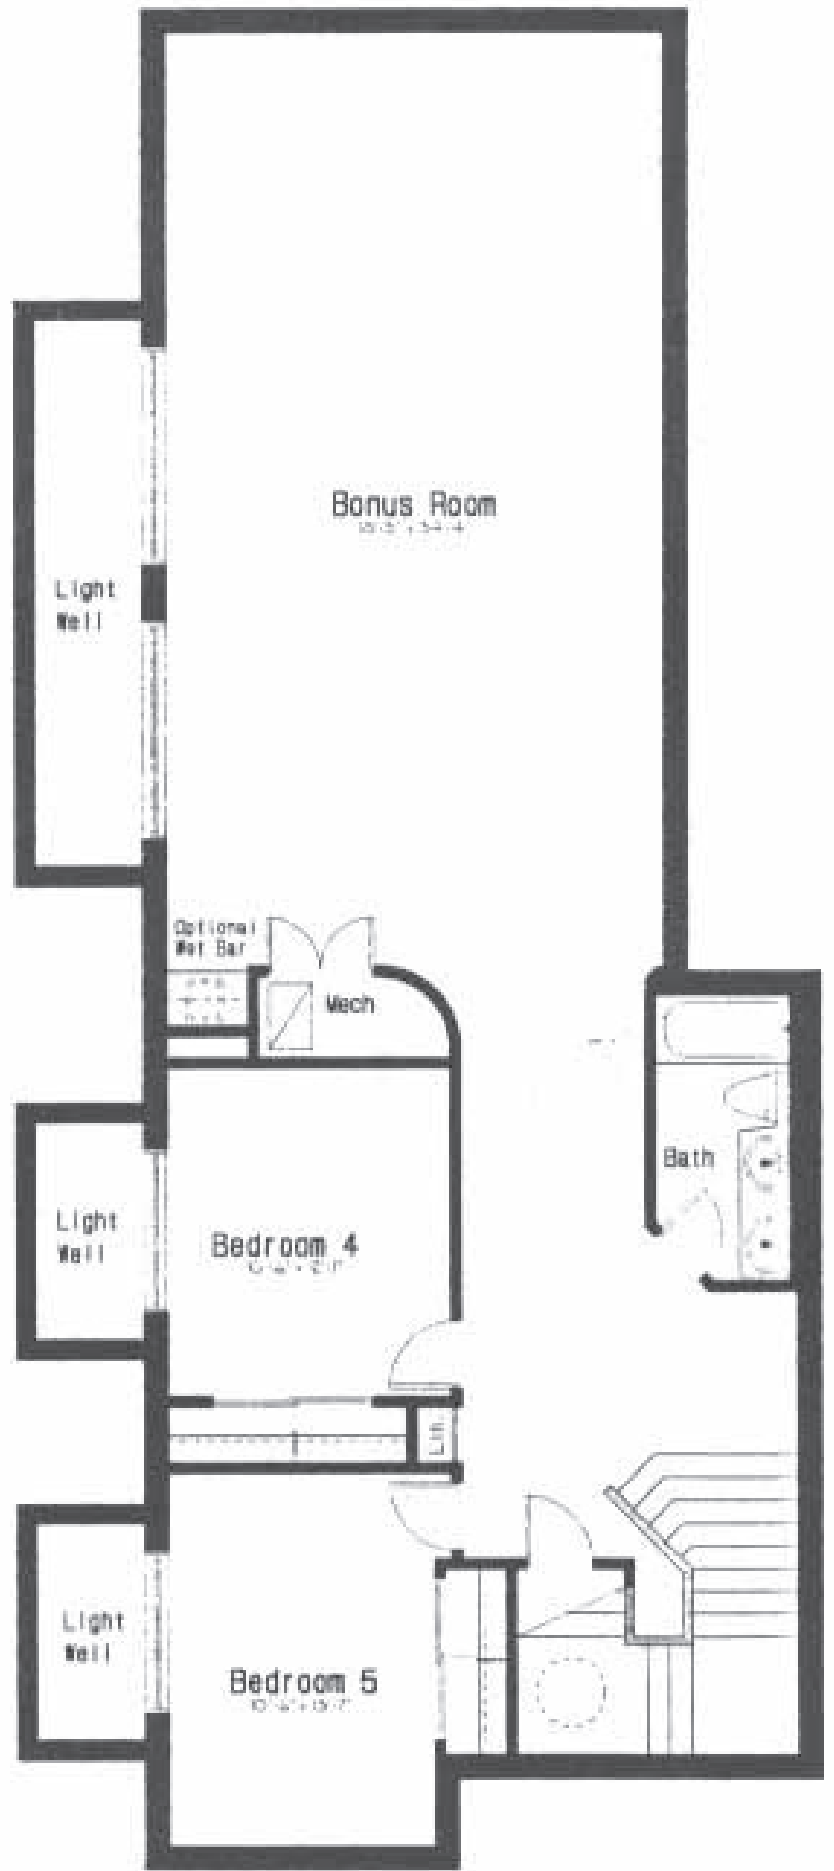 Bonus Room
Light
Well
Optional
Wet Bar
Mech
Bath
Light
Well
Bedroom 4
Lin.
Light
Well
Bedroom 5